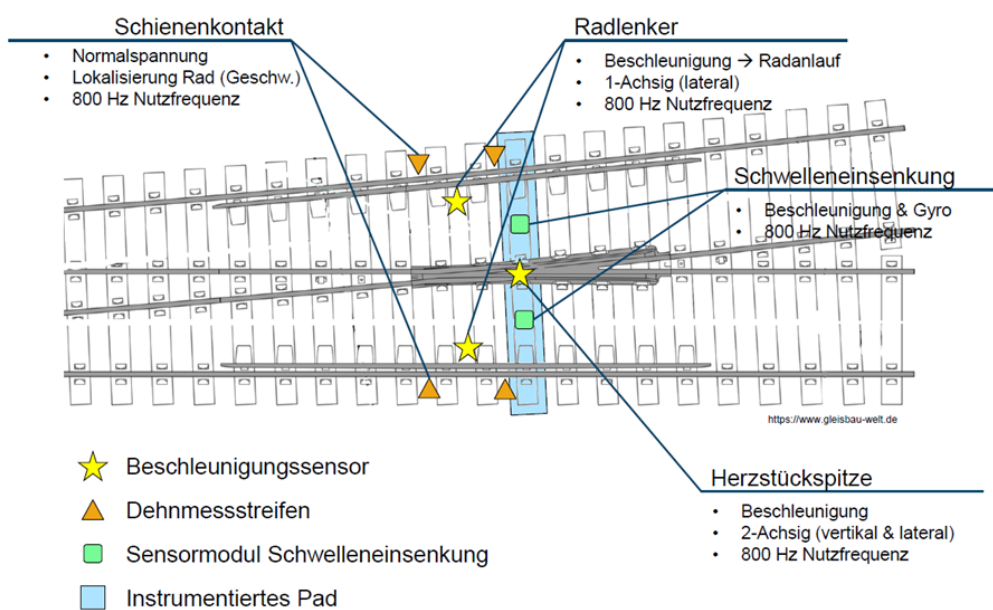 Schienenkontakt
• Normalspannung
• Lokalisierung Rad (Geschw.)
• 800 Hz Nutzfrequenz
Radlenker
• Beschleunigung → Radanlauf
• 1-Achsig (lateral)
• 800 Hz Nutzfrequenz
Schwelleneinsenkung
• Beschleunigung & Gyro
• 800 Hz Nutzfrequenz
https://www.gleisbau-welt.de
Beschleunigungssensor
Dehnmessstreifen
Sensormodul Schwelleneinsenkung
Instrumentiertes Pad
Herzstückspitze
• Beschleunigung
• 2-Achsig (vertikal & lateral)
• 800 Hz Nutzfrequenz